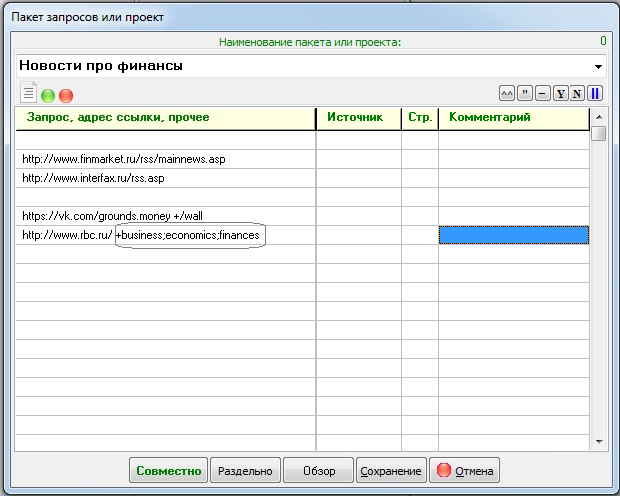 Пакет запросов или проект
Наименование пакета или проекта: 0
Новости про финансы
^^ " – Y N
Запрос, адрес ссылки, прочее Источник Стр. Комментарий
http://www.finmarket.ru/rss/mainnews.asp
http://www.interfax.ru/rss.asp
https://vk.com/grounds.money +/wall
http://www.rbc.ru/ +business;economics;finances
Совместно Раздельно Обзор Сохранение Отмена